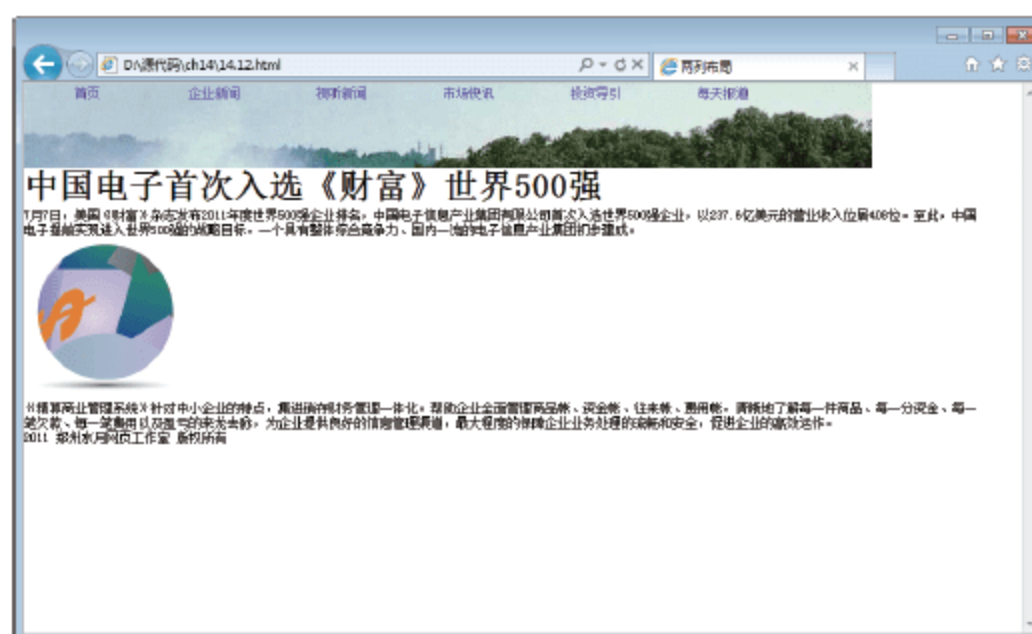 D:\源代码\ch14\14.12.html
两列布局
首页 企业新闻 视听新闻 市场快讯 投资导引 每天报道
中国电子首次入选《财富》世界500强
7月7日，美国《财富》杂志发布2011年度世界500强企业排名，中国电子信息产业集团有限公司首次入选世界500强企业，以237.6亿美元的营业收入位居408位。至此，中国
电子提前实现进入世界500强的战略目标，一个具有整体综合竞争力、国内一流的电子信息产业集团初步建成。
《精算商业管理系统》针对中小企业的特点，集进销存财务管理一体化，帮助企业全面管理商品帐、资金帐、往来帐、费用帐，清晰地了解每一件商品、每一分资金、每一
笔欠款、每一笔费用以及盈亏的来龙去脉，为企业提供良好的信息管理渠道，最大程度的保障企业业务处理的流畅和安全，促进企业的高效运作。
2011 郑州水月网页工作室 版权所有